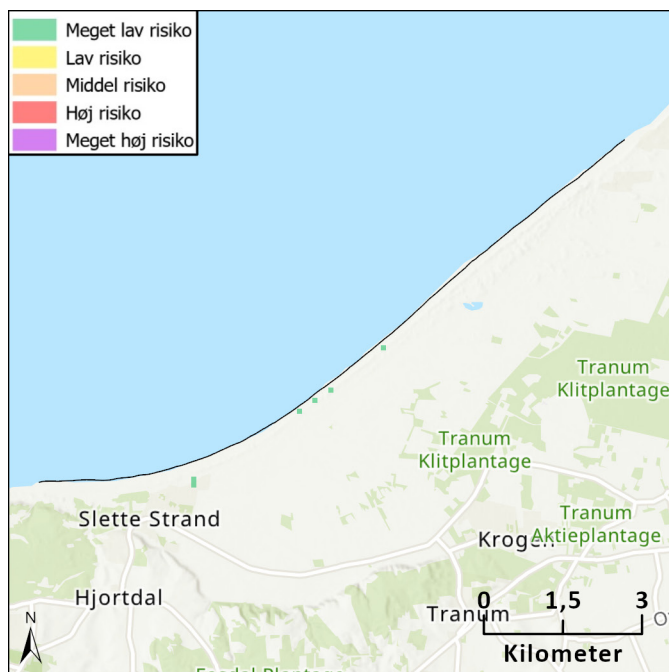 Meget lav risiko
Lav risiko
Middel risiko
Høj risiko
Meget høj risiko
Tranum
Klitplantage
Tranum
Klitplantage
Tranum
Aktieplantage
Slette Strand
Krogen
Hjortdal
Tranum
0 1,5 3
Kilometer
N